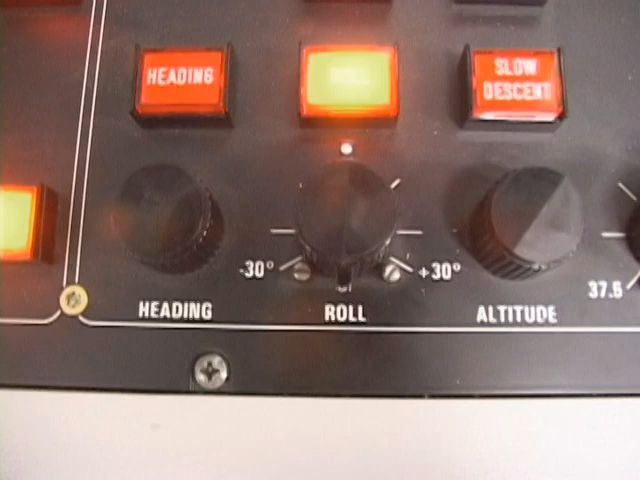 HEADING
SLOW
DESCENT
-30°
+30°
37.5
HEADING
ROLL
ALTITUDE